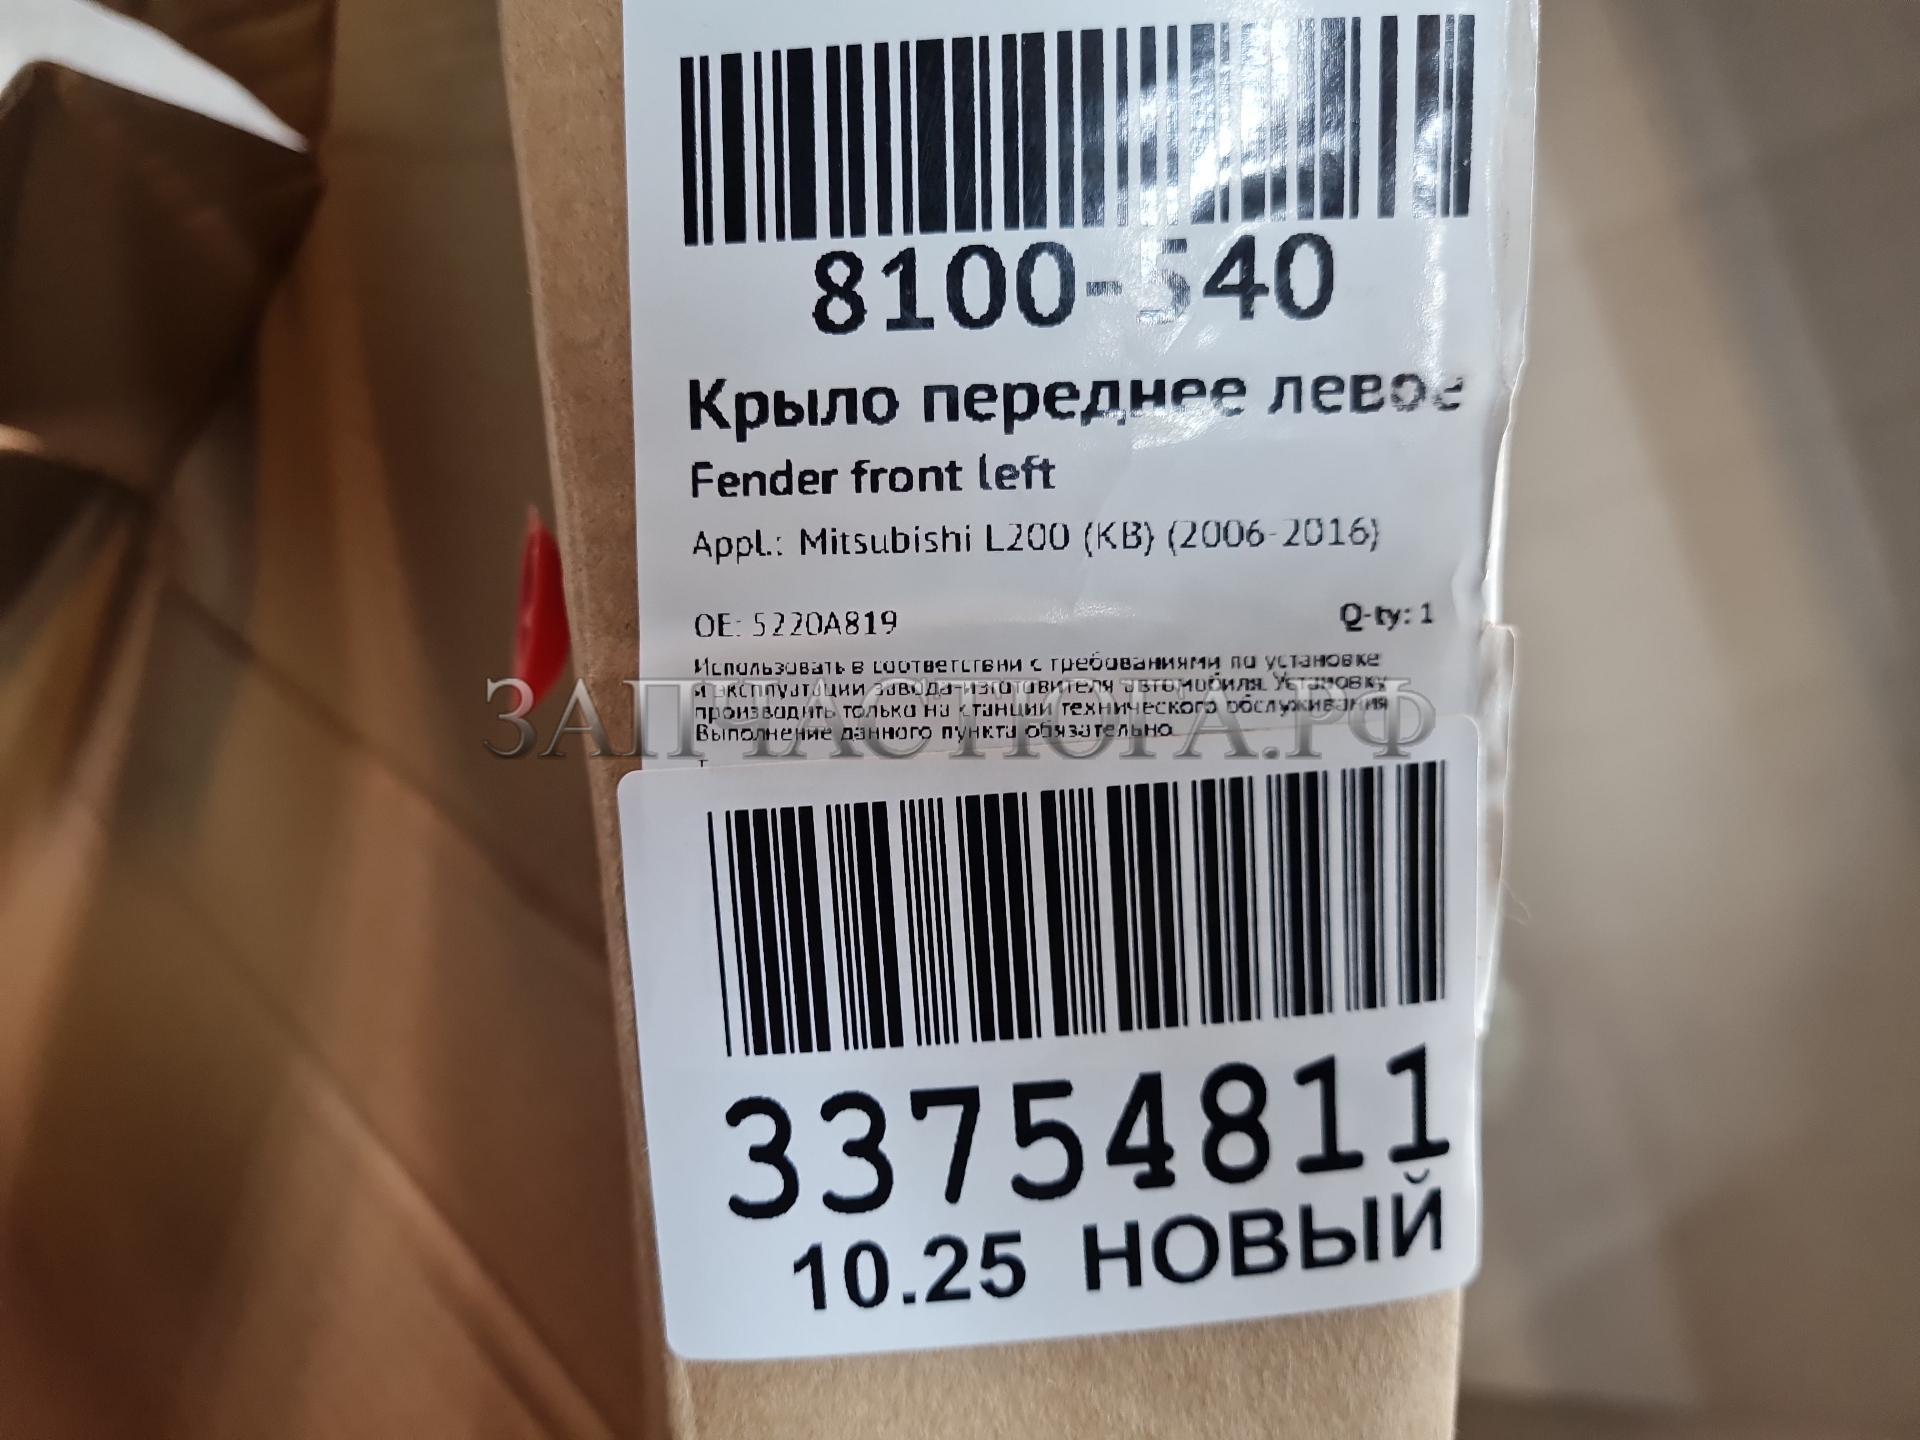 8100-540
Крыло переднее левое
Fender front left
Appl.: Mitsubishi L200 (KB) (2006-2016)
OE: 5220A819 Q-ty: 1
Использовать в соответствии с требованиями по установке
и эксплуатации завода-изготовителя автомобиля. Установку
производить только на станции технического обслуживания
Выполнение данного пункта обязательно.
ЗАПЧАСТЮГА.РФ
33754811
10.25 НОВЫЙ